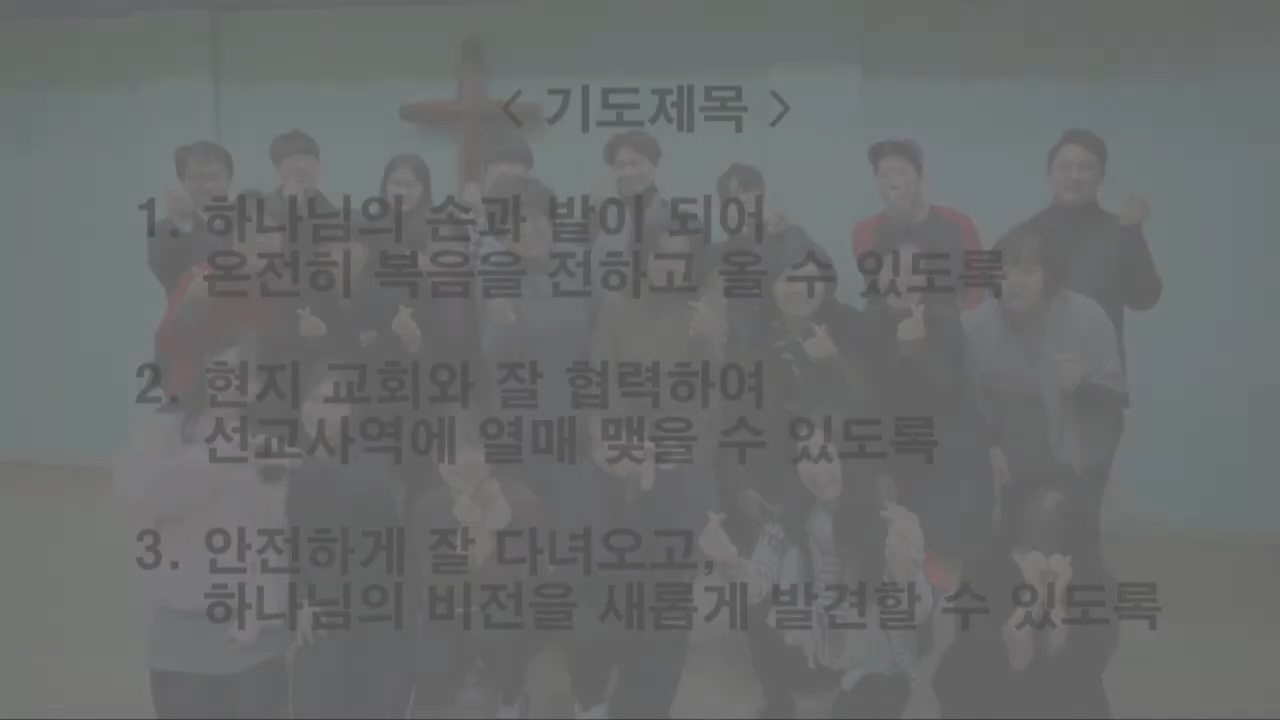 < 기도제목 >
1. 하나님의 손과 발이 되어
온전히 복음을 전하고 올 수 있도록
2. 현지 교회와 잘 협력하여
선교사역에 열매 맺을 수 있도록
3. 안전하게 잘 다녀오고,
하나님의 비전을 새롭게 발견할 수 있도록